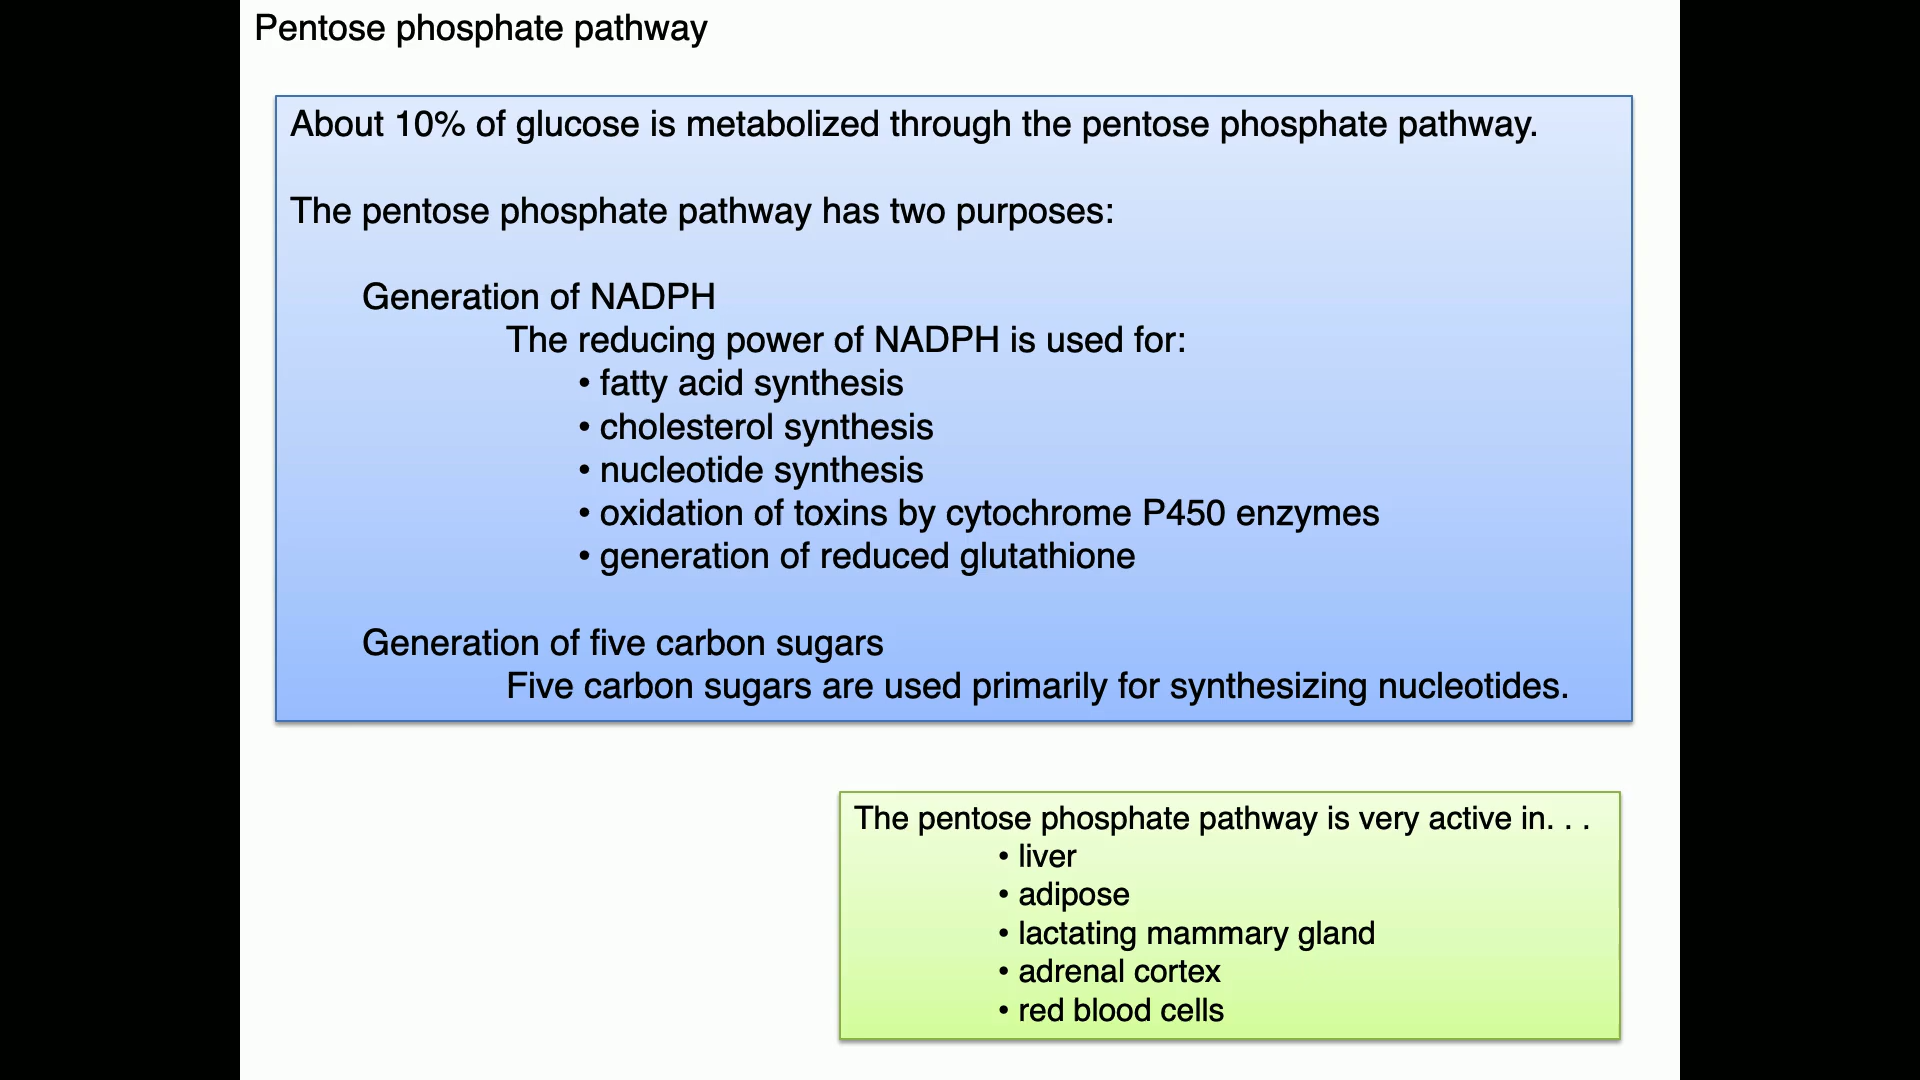 Pentose phosphate pathway
About 10% of glucose is metabolized through the pentose phosphate pathway.
The pentose phosphate pathway has two purposes:
Generation of NADPH
The reducing power of NADPH is used for:
• fatty acid synthesis
• cholesterol synthesis
• nucleotide synthesis
• oxidation of toxins by cytochrome P450 enzymes
• generation of reduced glutathione
Generation of five carbon sugars
Five carbon sugars are used primarily for synthesizing nucleotides.
The pentose phosphate pathway is very active in. . .
• liver
• adipose
• lactating mammary gland
• adrenal cortex
• red blood cells